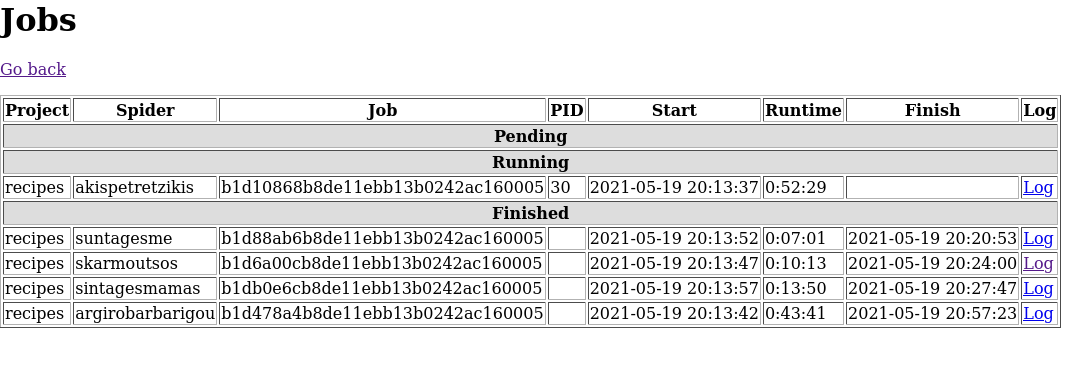 Jobs
Go back
Project Spider Job PID Start Runtime Finish Log
Pending
Running
recipes akispetretzikis b1d10868b8de11ebb13b0242ac160005 30 2021-05-19 20:13:37 0:52:29 Log
Finished
recipes suntagesme b1d88ab6b8de11ebb13b0242ac160005 2021-05-19 20:13:52 0:07:01 2021-05-19 20:20:53 Log
recipes skarmoutsos b1d6a00cb8de11ebb13b0242ac160005 2021-05-19 20:13:47 0:10:13 2021-05-19 20:24:00 Log
recipes sintagesmamas b1db0e6cb8de11ebb13b0242ac160005 2021-05-19 20:13:57 0:13:50 2021-05-19 20:27:47 Log
recipes argirobarbarigou b1d478a4b8de11ebb13b0242ac160005 2021-05-19 20:13:42 0:43:41 2021-05-19 20:57:23 Log